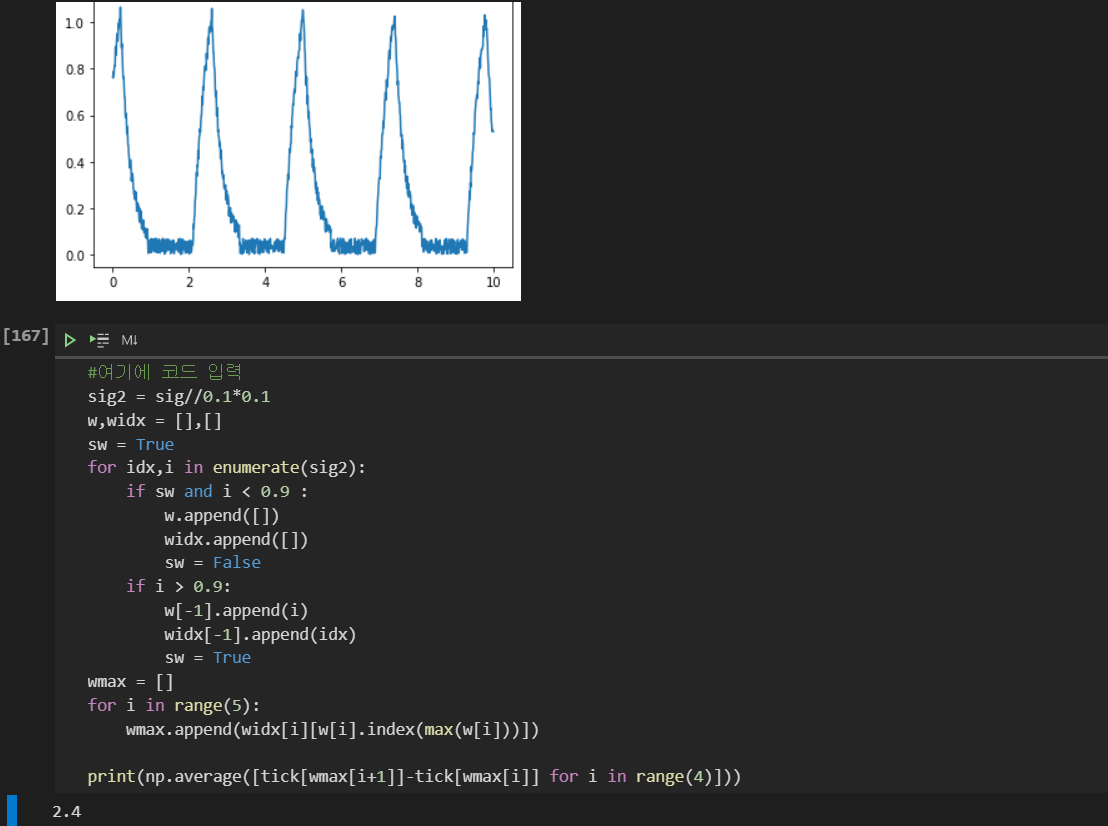 1.0
0.8
0.6
0.4
0.2
0.0
0 2 4 6 8 10
[167]
M↓
#여기에 코드 입력
sig2 = sig//0.1*0.1
w,widx = [],[]
sw = True
for idx,i in enumerate(sig2):
    if sw and i < 0.9 :
        w.append([])
        widx.append([])
        sw = False
    if i > 0.9:
        w[-1].append(i)
        widx[-1].append(idx)
        sw = True
wmax = []
for i in range(5):
    wmax.append(widx[i][w[i].index(max(w[i]))])
print(np.average([tick[wmax[i+1]]-tick[wmax[i]] for i in range(4)]))
2.4